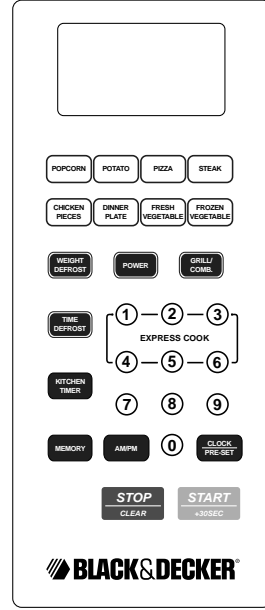 POPCORN POTATO PIZZA STEAK
CHICKEN PIECES DINNER PLATE FRESH VEGETABLE FROZEN VEGETABLE
WEIGHT DEFROST POWER GRILL/ COMB.
TIME DEFROST 1 2 3
EXPRESS COOK
4 5 6
KITCHEN TIMER
7 8 9
MEMORY AM/PM 0 CLOCK PRE-SET
STOP START
CLEAR +30SEC
BLACK&DECKER®